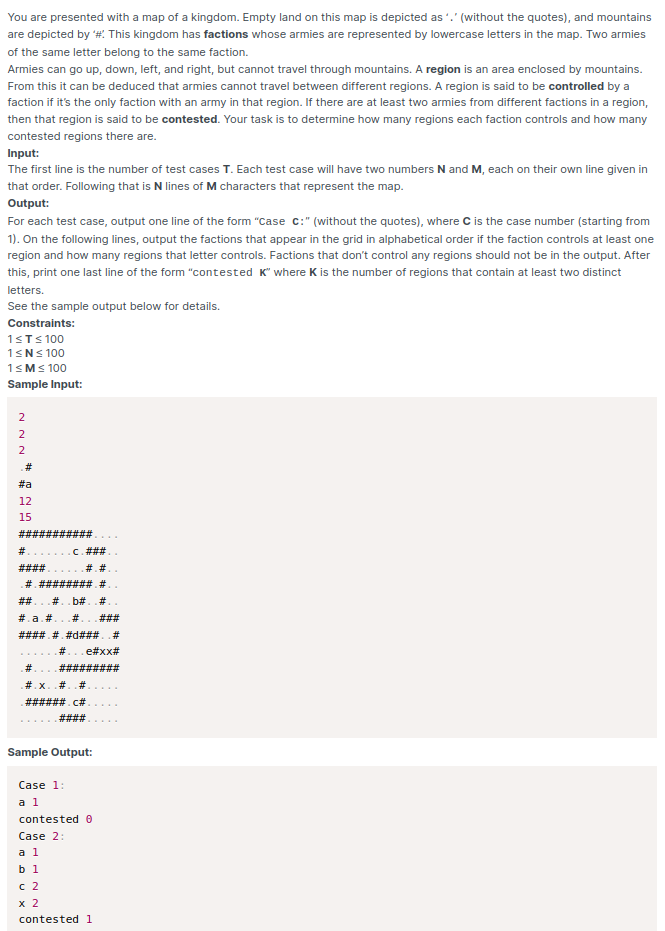 You are presented with a map of a kingdom. Empty land on this map is depicted as '.' (without the quotes), and mountains
are depicted by '#'. This kingdom has factions whose armies are represented by lowercase letters in the map. Two armies
of the same letter belong to the same faction.
Armies can go up, down, left, and right, but cannot travel through mountains. A region is an area enclosed by mountains.
From this it can be deduced that armies cannot travel between different regions. A region is said to be controlled by a
faction if it's the only faction with an army in that region. If there are at least two armies from different factions in a region,
then that region is said to be contested. Your task is to determine how many regions each faction controls and how many
contested regions there are.
Input:
The first line is the number of test cases T. Each test case will have two numbers N and M, each on their own line given in
that order. Following that is N lines of M characters that represent the map.
Output:
For each test case, output one line of the form "Case C:" (without the quotes), where C is the case number (starting from
1). On the following lines, output the factions that appear in the grid in alphabetical order if the faction controls at least one
region and how many regions that letter controls. Factions that don't control any regions should not be in the output. After
this, print one last line of the form "contested K" where K is the number of regions that contain at least two distinct
letters.
See the sample output below for details.
Constraints:
1 ≤ T ≤ 100
1 ≤ N ≤ 100
1 ≤ M ≤ 100
Sample Input:
2
2
2
.#
#a
12
15
###########....
#.......c.###..
####......#.#..
.#.########.#..
##...#..b#..#..
#.a.#...#...###
####.#.#d###..#
......#...e#xx#
.#....#########
.#.x..#..#.....
.######.c#.....
......####.....
Sample Output:
Case 1:
a 1
contested 0
Case 2:
a 1
b 1
c 2
x 2
contested 1